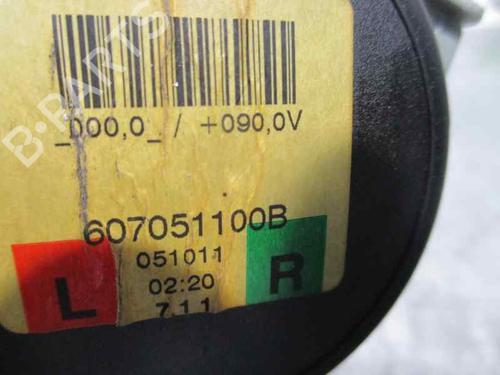 B-PARTS
_000,0_ / +090,0V
607051100B
051011
02:20
7 1 1
L
R